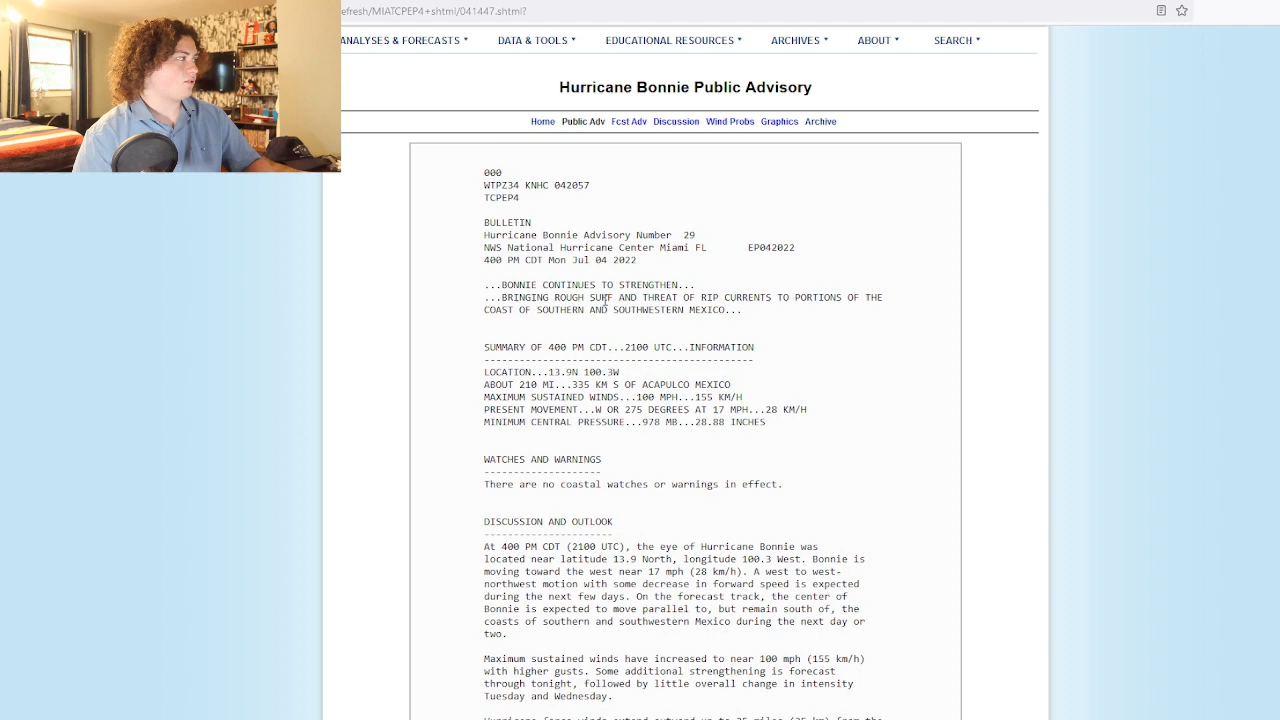 efresh/MIATCPEP4+shtml/041447.shtml?
ANALYSES & FORECASTS DATA & TOOLS EDUCATIONAL RESOURCES ARCHIVES ABOUT SEARCH
Hurricane Bonnie Public Advisory
Home Public Adv Fcst Adv Discussion Wind Probs Graphics Archive
000
WTPZ34 KNHC 042057
TCPEP4
BULLETIN
Hurricane Bonnie Advisory Number 29
NWS National Hurricane Center Miami FL EP042022
400 PM CDT Mon Jul 04 2022
...BONNIE CONTINUES TO STRENGTHEN...
...BRINGING ROUGH SURF AND THREAT OF RIP CURRENTS TO PORTIONS OF THE
COAST OF SOUTHERN AND SOUTHWESTERN MEXICO...
SUMMARY OF 400 PM CDT...2100 UTC...INFORMATION
----------------------------------------------
LOCATION...13.9N 100.3W
ABOUT 210 MI...335 KM S OF ACAPULCO MEXICO
MAXIMUM SUSTAINED WINDS...100 MPH...155 KM/H
PRESENT MOVEMENT...W OR 275 DEGREES AT 17 MPH...28 KM/H
MINIMUM CENTRAL PRESSURE...978 MB...28.88 INCHES
WATCHES AND WARNINGS
--------------------
There are no coastal watches or warnings in effect.
DISCUSSION AND OUTLOOK
----------------------
At 400 PM CDT (2100 UTC), the eye of Hurricane Bonnie was
located near latitude 13.9 North, longitude 100.3 West. Bonnie is
moving toward the west near 17 mph (28 km/h). A west to west-
northwest motion with some decrease in forward speed is expected
during the next few days. On the forecast track, the center of
Bonnie is expected to move parallel to, but remain south of, the
coasts of southern and southwestern Mexico during the next day or
two.
Maximum sustained winds have increased to near 100 mph (155 km/h)
with higher gusts. Some additional strengthening is forecast
through tonight, followed by little overall change in intensity
Tuesday and Wednesday.